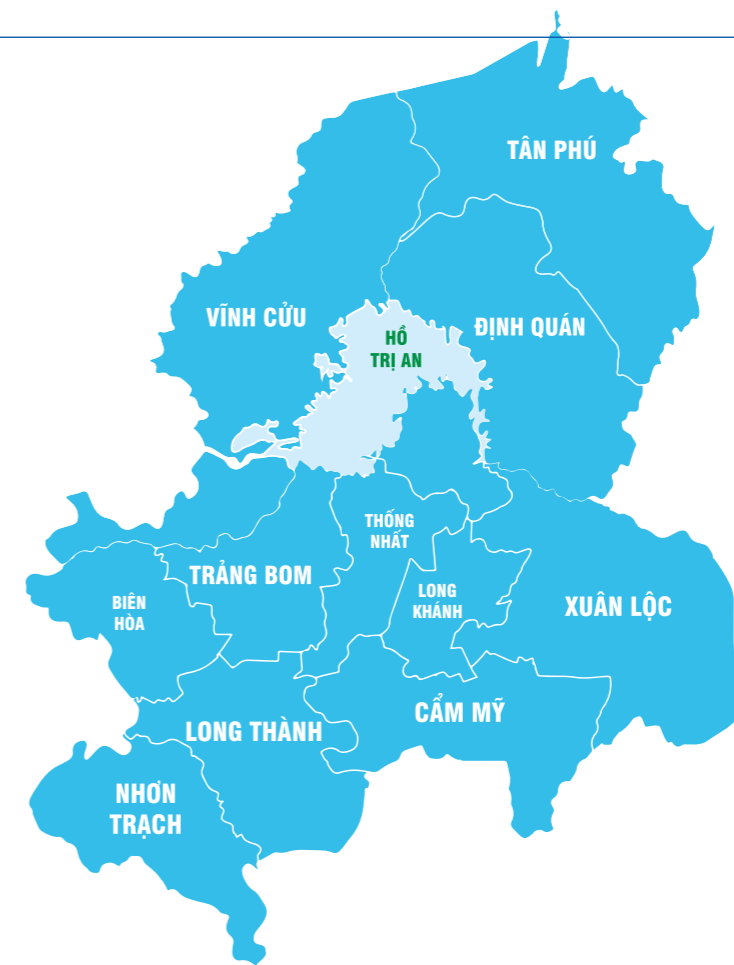 TÂN PHÚ
VĨNH CỬU
ĐỊNH QUÁN
HỒ
TRỊ AN
THỐNG
NHẤT
TRẢNG BOM
LONG
KHÁNH
BIÊN
HÒA
XUÂN LỘC
CẨM MỸ
LONG THÀNH
NHƠN
TRẠCH